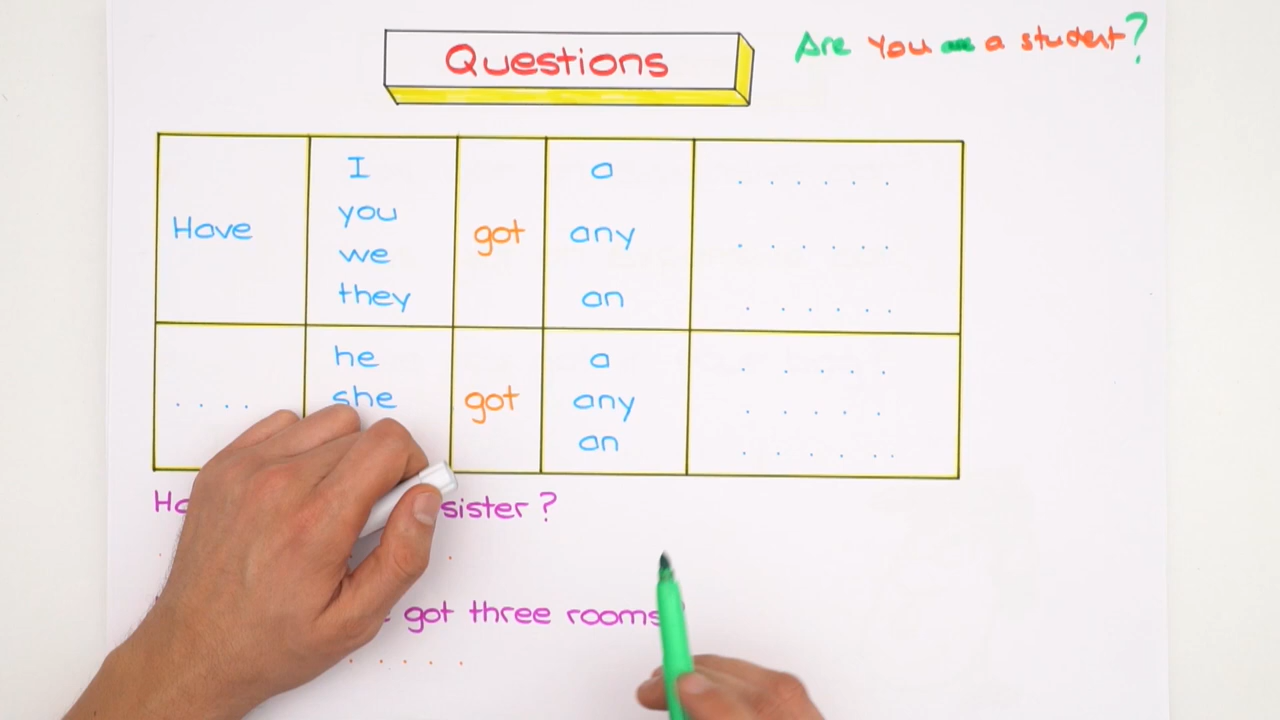 Questions
Are you a student?
Have
I
you
we
they
got
a
any
an
. . . . . .
. . . . . .
. . . . . .
. . . .
he
she
got
a
any
an
. . . . .
. . . . .
. . . . . .
sister ?
got three rooms